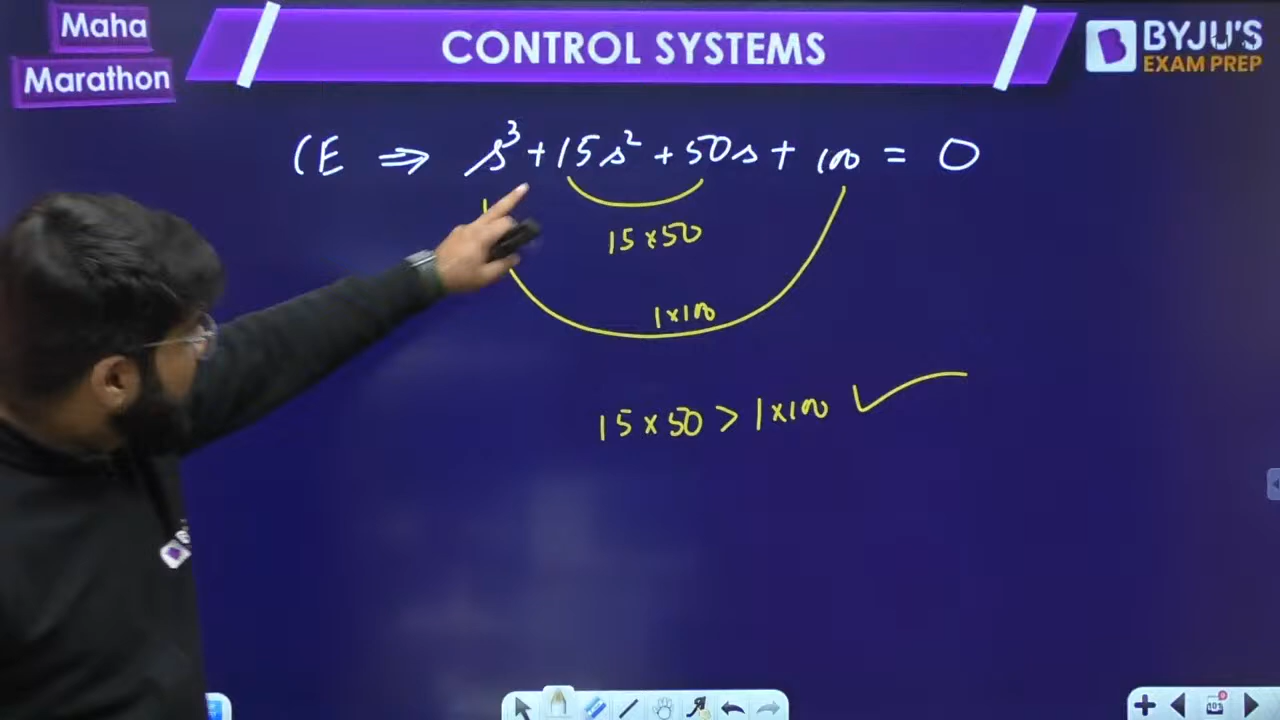 Maha
Marathon
CONTROL SYSTEMS
BYJU'S
EXAM PREP
CE ⇒ s³ + 15s² + 50s + 100 = 0
15 × 50
1 × 100
15 × 50 > 1 × 100 ✓